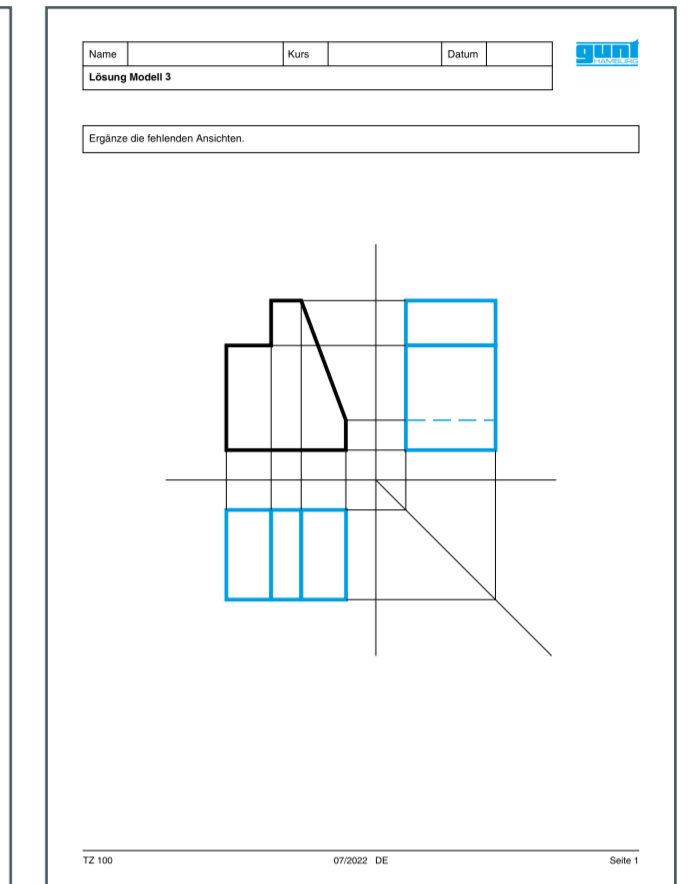 Name Kurs Datum
gunt
HAMBURG
Lösung Modell 3
Ergänze die fehlenden Ansichten.
TZ 100 07/2022 DE Seite 1